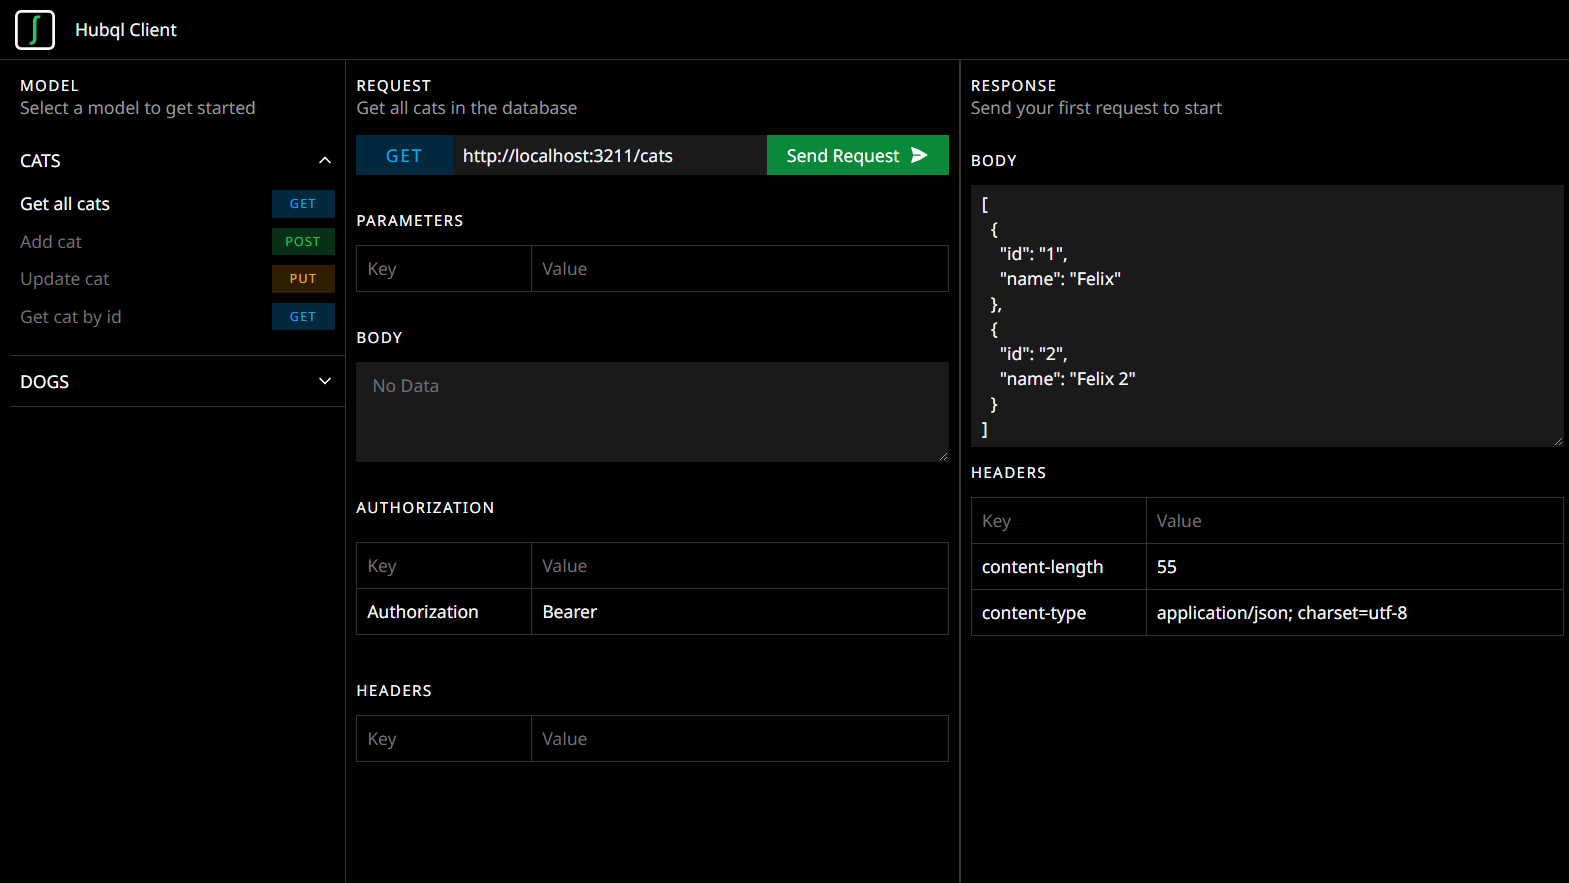 Hubql Client
MODEL
Select a model to get started
CATS
Get all cats GET
Add cat POST
Update cat PUT
Get cat by id GET
DOGS
REQUEST
Get all cats in the database
GET http://localhost:3211/cats Send Request
PARAMETERS
Key Value
BODY
No Data
AUTHORIZATION
Key Value
Authorization Bearer
HEADERS
Key Value
RESPONSE
Send your first request to start
BODY
[
{
"id": "1",
"name": "Felix"
},
{
"id": "2",
"name": "Felix 2"
}
]
HEADERS
Key Value
content-length 55
content-type application/json; charset=utf-8